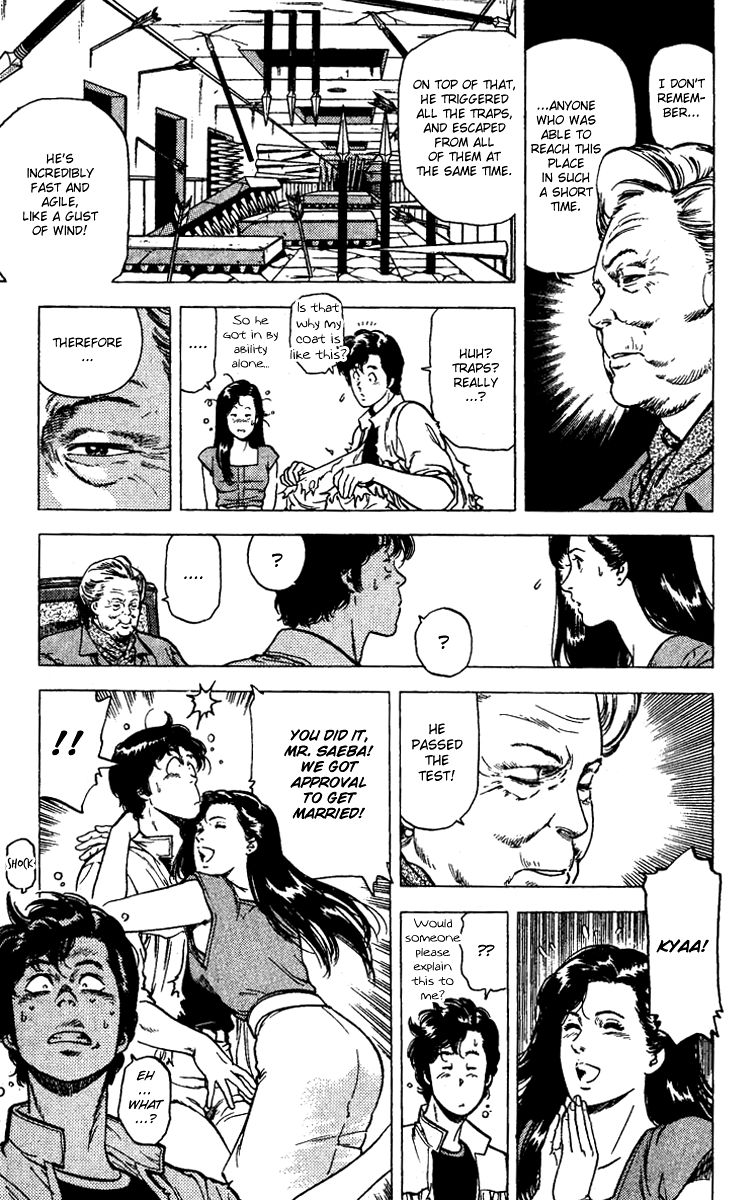 I DON'T
REMEM-
BER...
...ANYONE
WHO WAS
ABLE TO
REACH THIS
PLACE
IN SUCH
A SHORT
TIME.
ON TOP OF THAT,
HE TRIGGERED
ALL THE TRAPS,
AND ESCAPED
FROM ALL
OF THEM AT
THE SAME TIME.
HE'S
INCREDIBLY
FAST AND
AGILE,
LIKE A GUST
OF WIND!
HUH?
TRAPS?
REALLY
...?
Is that
why my
coat is
like this?
So he
got in by
ability
alone...
....
THEREFORE
...
?
?
....
HE
PASSED
THE
TEST!
YOU DID IT,
MR. SAEBA!
WE GOT
APPROVAL
TO GET
MARRIED!
!!
KYAA!
??
Would
someone
please
explain
this to
me?
SHOCK
EH
...
WHAT
...?